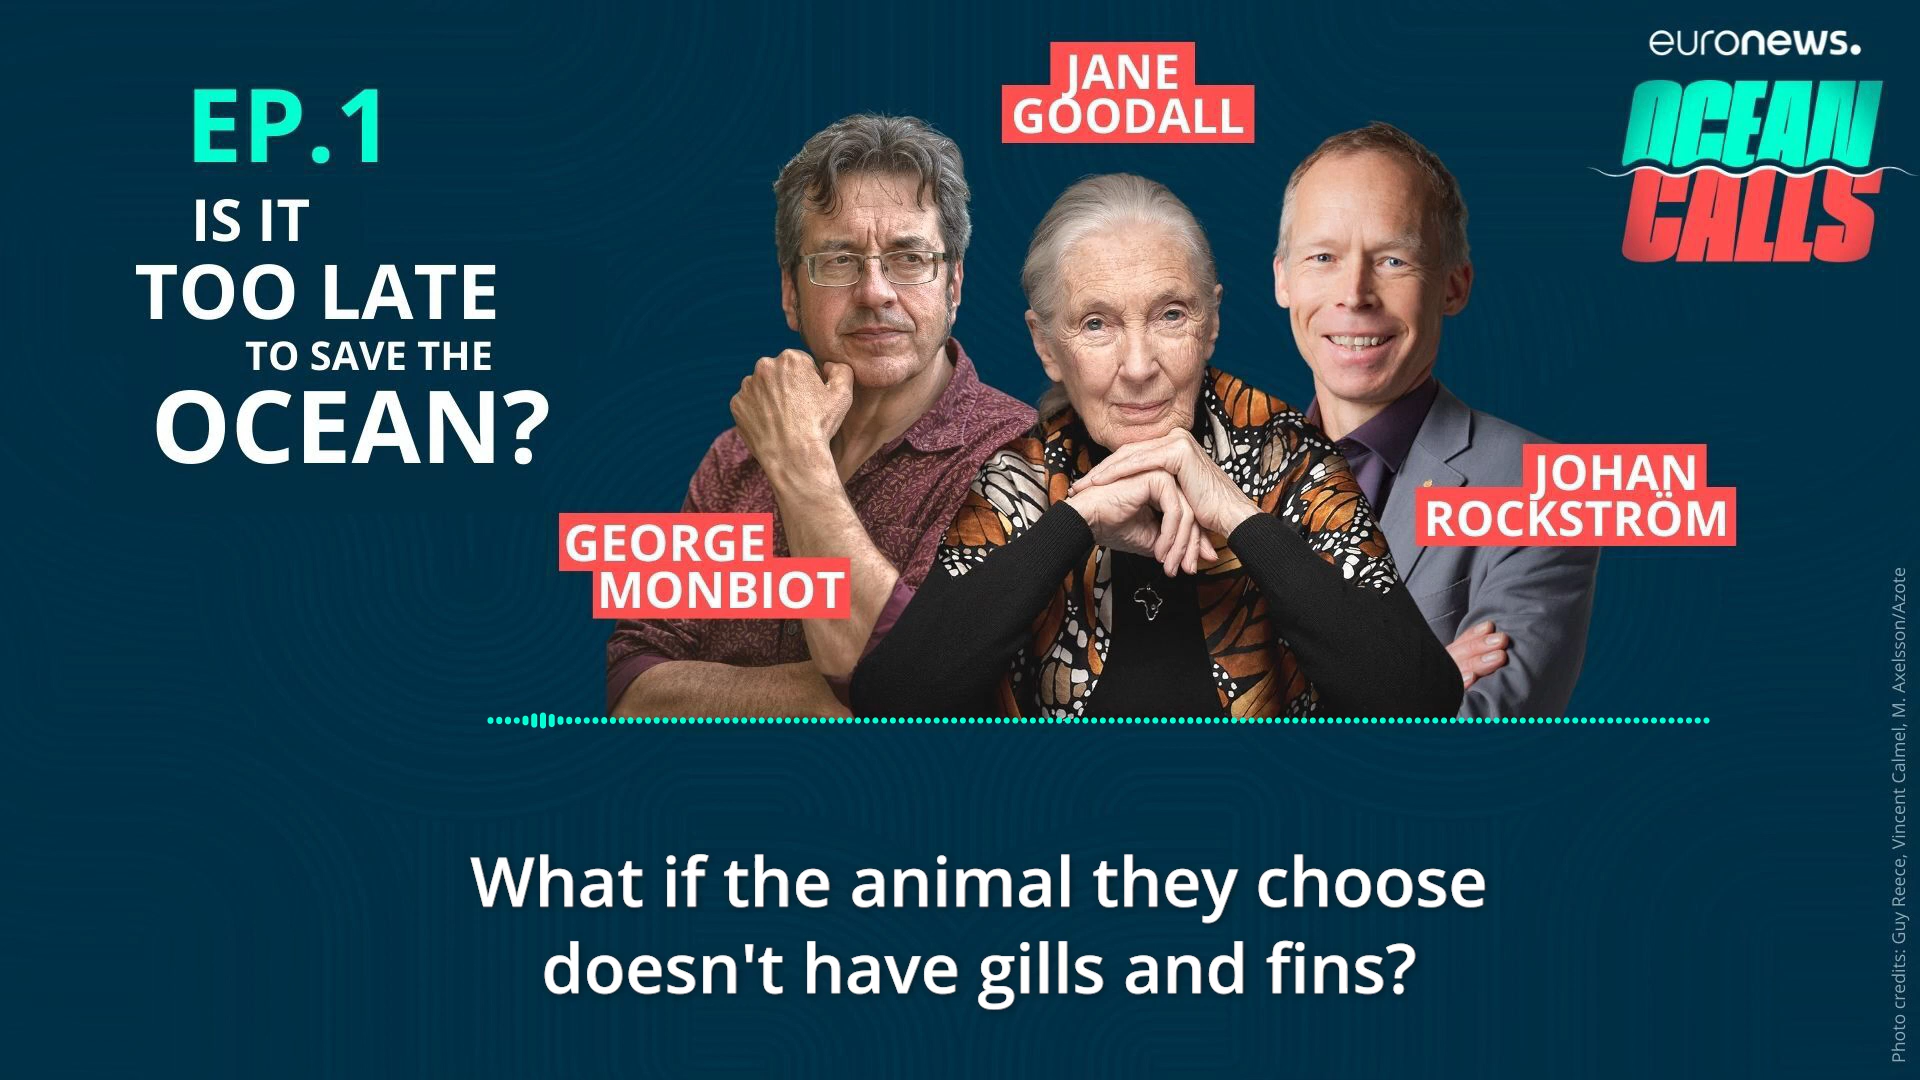 EP.1
IS IT
TOO LATE
TO SAVE THE
OCEAN?
JANE
GOODALL
euronews.
OCEAN
CALLS
GEORGE
MONBIOT
JOHAN
ROCKSTRÖM
What if the animal they choose
doesn't have gills and fins?
Photo credits: Guy Reece, Vincent Calmel, M. Axelsson/Azote